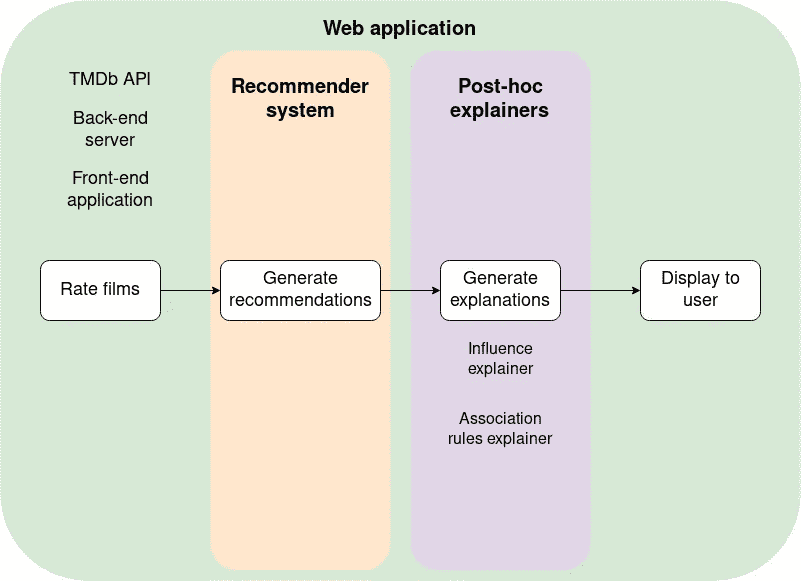 Web application
TMDb API
Back-end
server
Front-end
application
Recommender
system
Post-hoc
explainers
Rate films
Generate
recommendations
Generate
explanations
Display to
user
Influence
explainer
Association
rules explainer